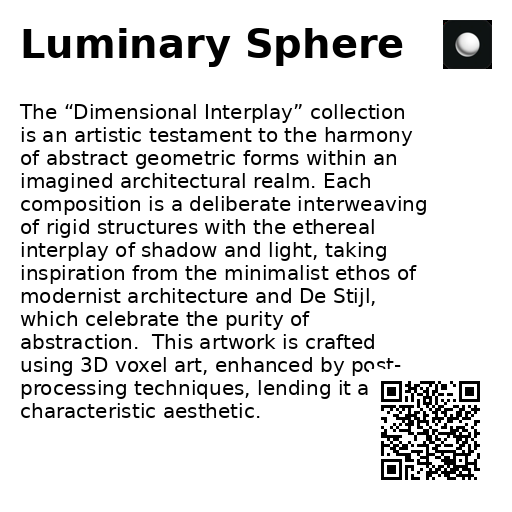 Luminary Sphere
The “Dimensional Interplay” collection
is an artistic testament to the harmony
of abstract geometric forms within an
imagined architectural realm. Each
composition is a deliberate interweaving
of rigid structures with the ethereal
interplay of shadow and light, taking
inspiration from the minimalist ethos of
modernist architecture and De Stijl,
which celebrate the purity of
abstraction.  This artwork is crafted
using 3D voxel art, enhanced by post-
processing techniques, lending it a
characteristic aesthetic.